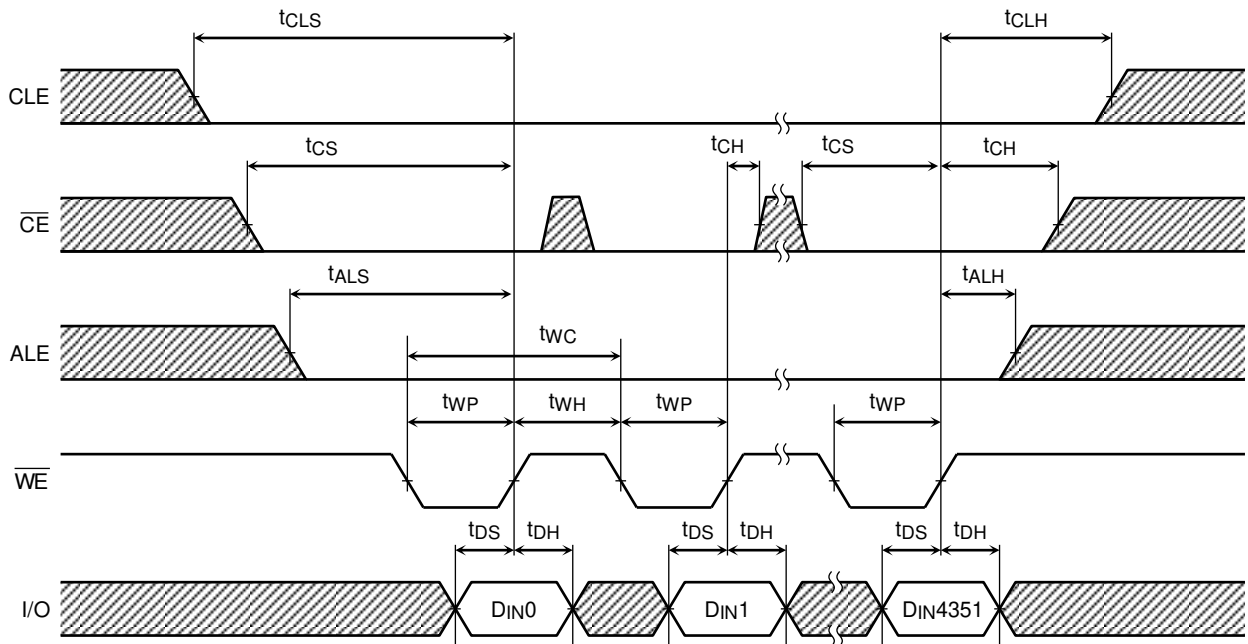 tCLS tCLH
CLE
tCS tCH tCS tCH
CE
tALS tALH
ALE
tWC
tWP tWH tWP tWP
WE
tDS tDH tDS tDH tDS tDH
I/O DIN0 DIN1 DIN4351